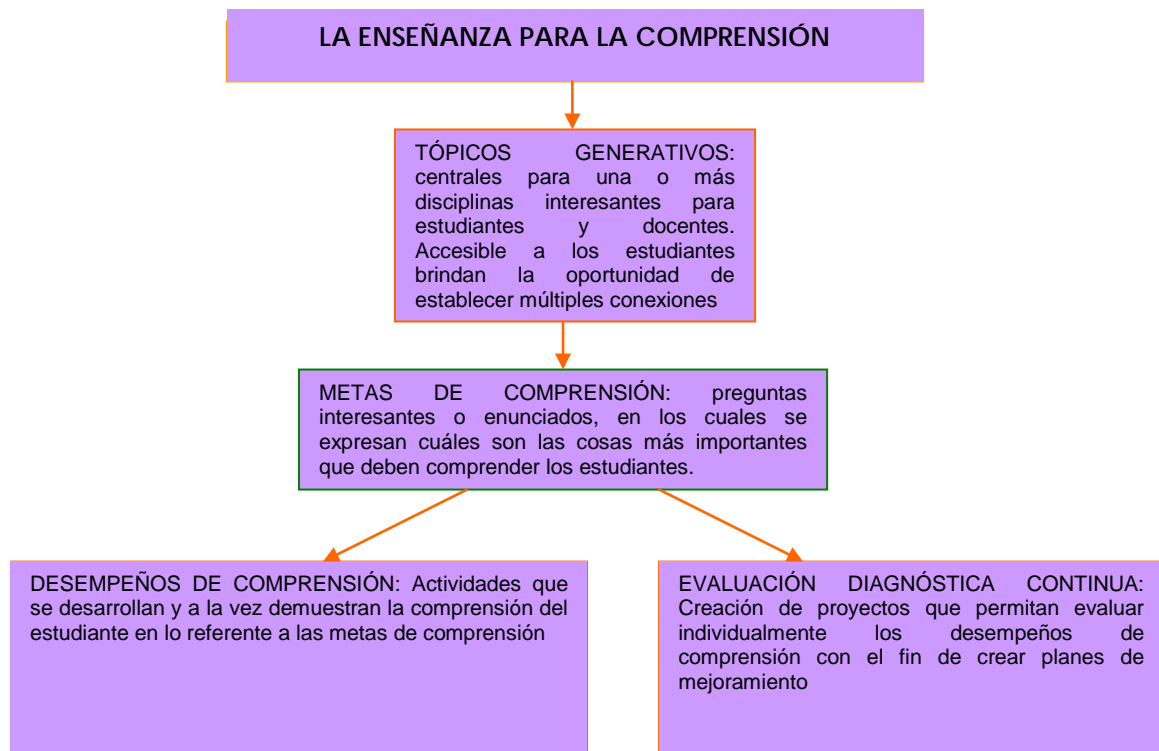 LA ENSEÑANZA PARA LA COMPRENSIÓN
TÓPICOS GENERATIVOS:
centrales para una o más
disciplinas interesantes para
estudiantes y docentes.
Accesible a los estudiantes
brindan la oportunidad de
establecer múltiples conexiones
METAS DE COMPRENSIÓN: preguntas
interesantes o enunciados, en los cuales se
expresan cuáles son las cosas más importantes
que deben comprender los estudiantes.
DESEMPEÑOS DE COMPRENSIÓN: Actividades que
se desarrollan y a la vez demuestran la comprensión del
estudiante en lo referente a las metas de comprensión
EVALUACIÓN DIAGNÓSTICA CONTINUA:
Creación de proyectos que permitan evaluar
individualmente los desempeños de
comprensión con el fin de crear planes de
mejoramiento